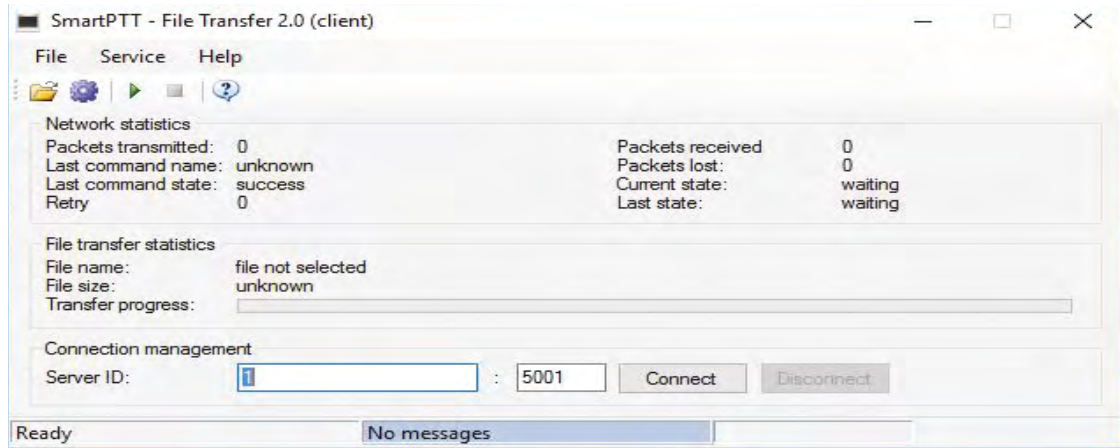 SmartPTT - File Transfer 2.0 (client)
File Service Help
Network statistics
Packets transmitted: 0 Packets received 0
Last command name: unknown Packets lost: 0
Last command state: success Current state: waiting
Retry 0 Last state: waiting
File transfer statistics
File name: file not selected
File size: unknown
Transfer progress:
Connection management
Server ID: 1 : 5001 Connect Disconnect
Ready No messages